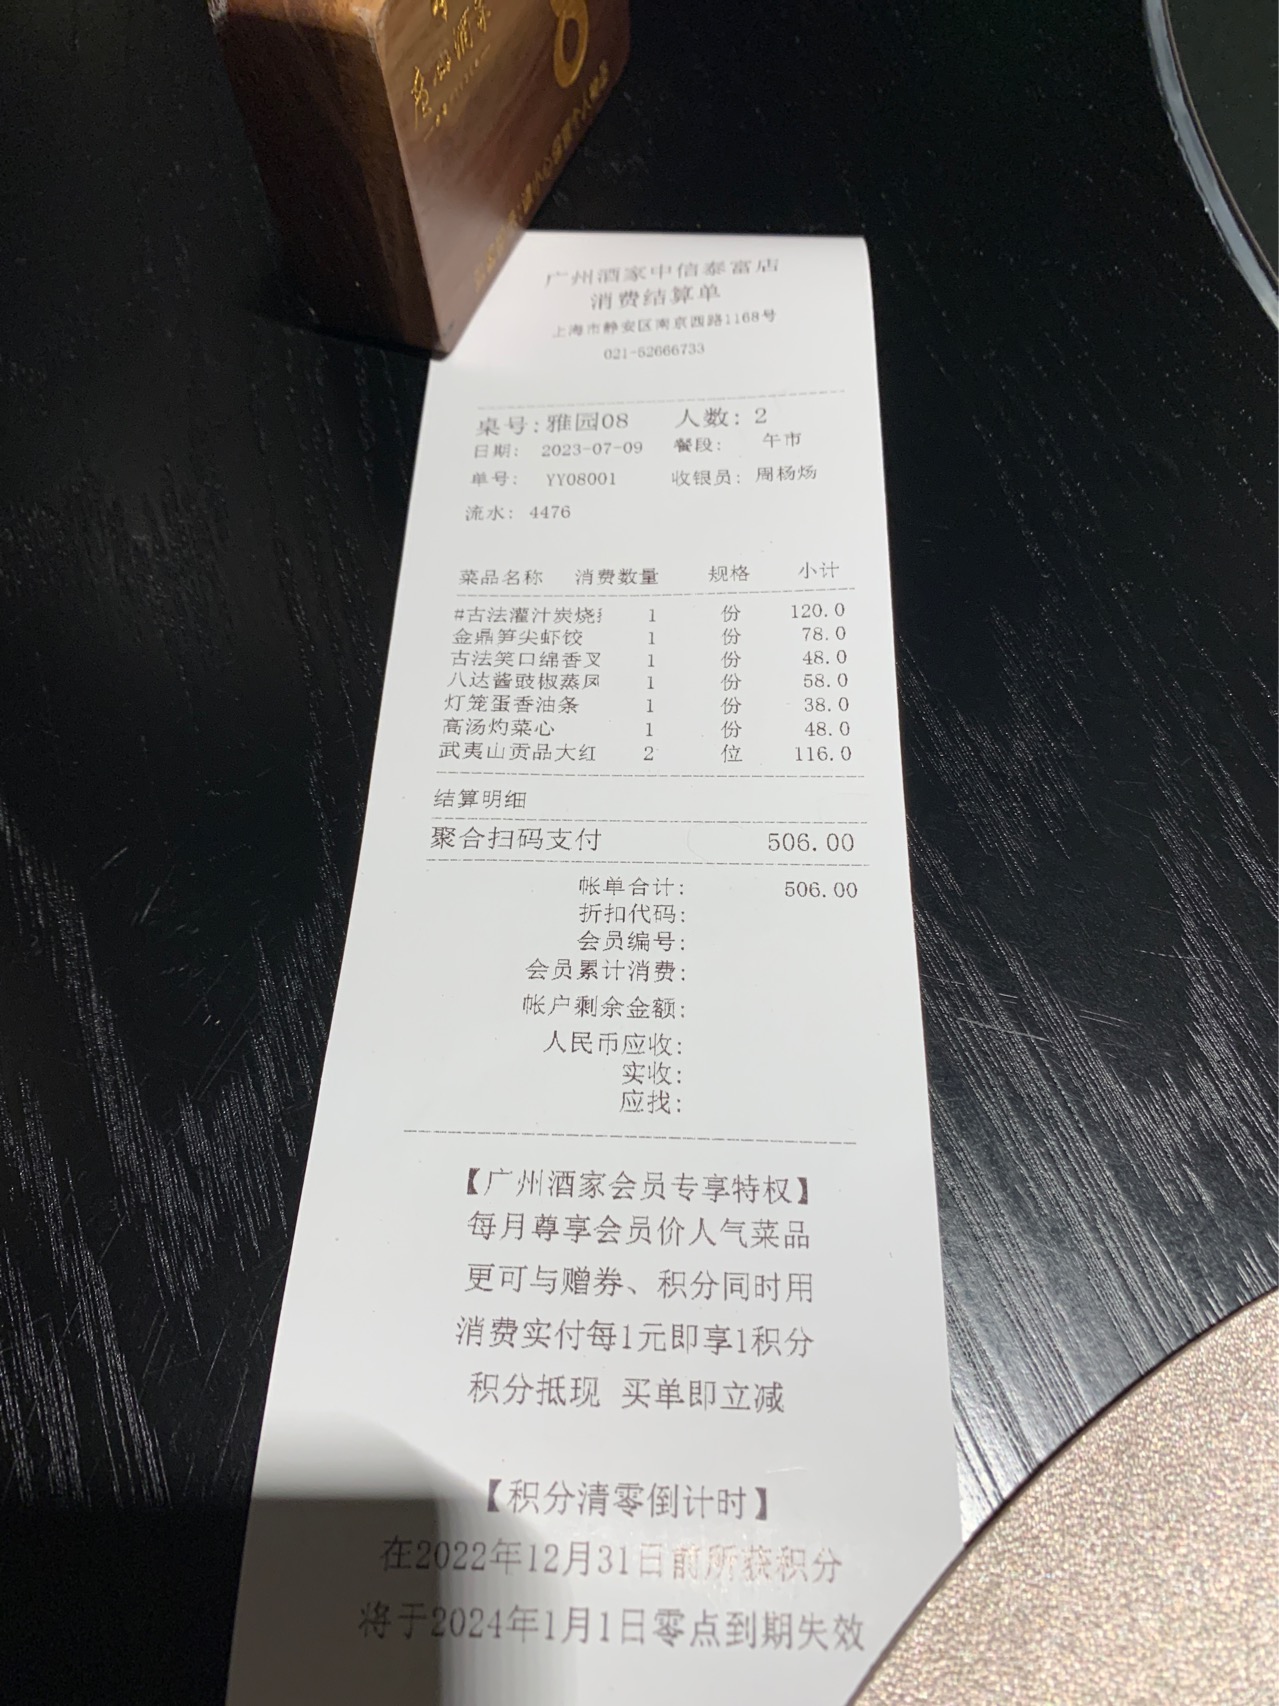 广州酒家
广州酒家中信泰富店
消费结算单
上海市静安区南京西路1168号
021-52666733
桌号:雅园08 人数: 2
日期: 2023-07-09 餐段: 午市
单号: YY08001 收银员: 周杨炀
流水: 4476
菜品名称 消费数量 规格 小计
#古法灌汁炭烧 1 份 120.0
金鼎笋尖虾饺 1 份 78.0
古法笑口绵香叉 1 份 48.0
八达酱豉椒蒸凤 1 份 58.0
灯笼蛋香油条 1 份 38.0
高汤灼菜心 1 份 48.0
武夷山贡品大红 2 位 116.0
结算明细
聚合扫码支付 506.00
帐单合计: 506.00
折扣代码:
会员编号:
会员累计消费:
帐户剩余金额:
人民币应收:
实收:
应找:
【广州酒家会员专享特权】
每月尊享会员价人气菜品
更可与赠券、积分同时用
消费实付每1元即享1积分
积分抵现 买单即立减
【积分清零倒计时】
在2022年12月31日前所获积分
将于2024年1月1日零点到期失效